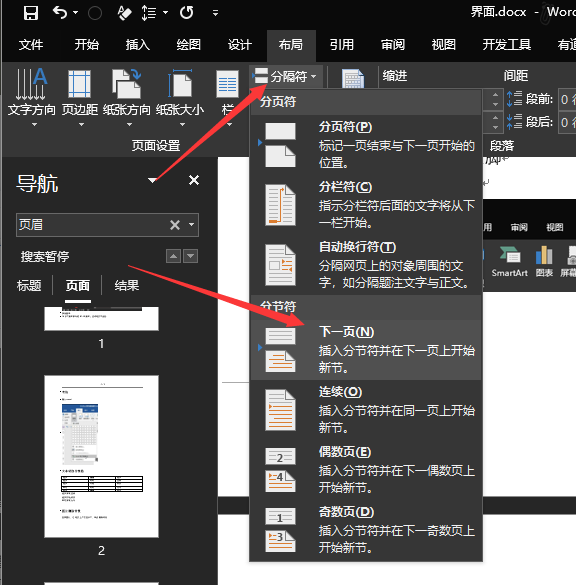 界面.docx - Word
文件 开始 插入 绘图 设计 布局 引用 审阅 视图 开发工具 有道
文字方向 页边距 纸张方向 纸张大小 栏 分隔符 缩进 间距
段前: 0 行
段后: 0
页面设置 段落
分页符
分页符(P)
标记一页结束与下一页开始的
位置。
分栏符(C)
指示分栏符后面的文字将从下
一栏开始。
自动换行符(T)
分隔网页上的对象周围的文
字，如分隔题注文字与正文。
分节符
下一页(N)
插入分节符并在下一页上开始
新节。
连续(O)
插入分节符并在同一页上开始
新节。
偶数页(E)
插入分节符并在下一偶数页上
开始新节。
奇数页(D)
插入分节符并在下一奇数页上
开始新节。
2
4
1
3
导航
页眉
搜索暂停
标题 页面 结果
1
2
脚
用 审阅 视图
SmartArt 图表 屏幕